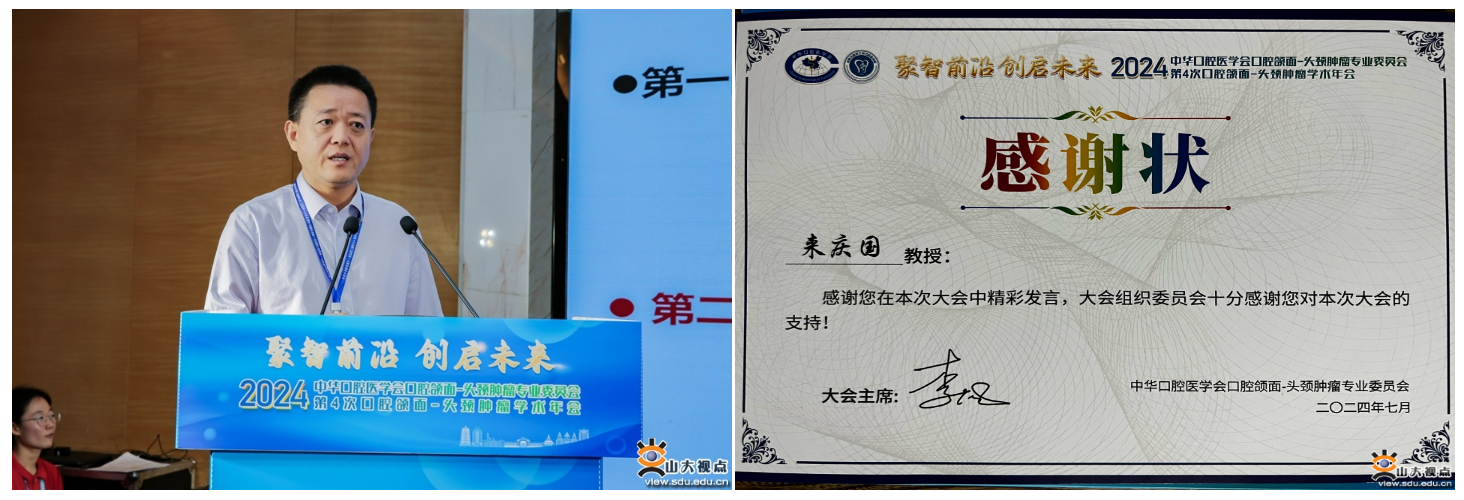 第一
第二
聚智前沿 创启未来
2024
中华口腔医学会口腔颌面-头颈肿瘤专业委员会
第4次口腔颌面-头颈肿瘤学术年会
山大视点
view.sdu.edu.cn
聚智前沿 创启未来
2024
中华口腔医学会口腔颌面-头颈肿瘤专业委员会
第4次口腔颌面-头颈肿瘤学术年会
感谢状
来庆国 教授：
感谢您在本次大会中精彩发言，大会组织委员会十分感谢您对本次大会的
支持！
大会主席:
中华口腔医学会口腔颌面-头颈肿瘤专业委员会
二〇二四年七月
山大视点
view.sdu.edu.cn